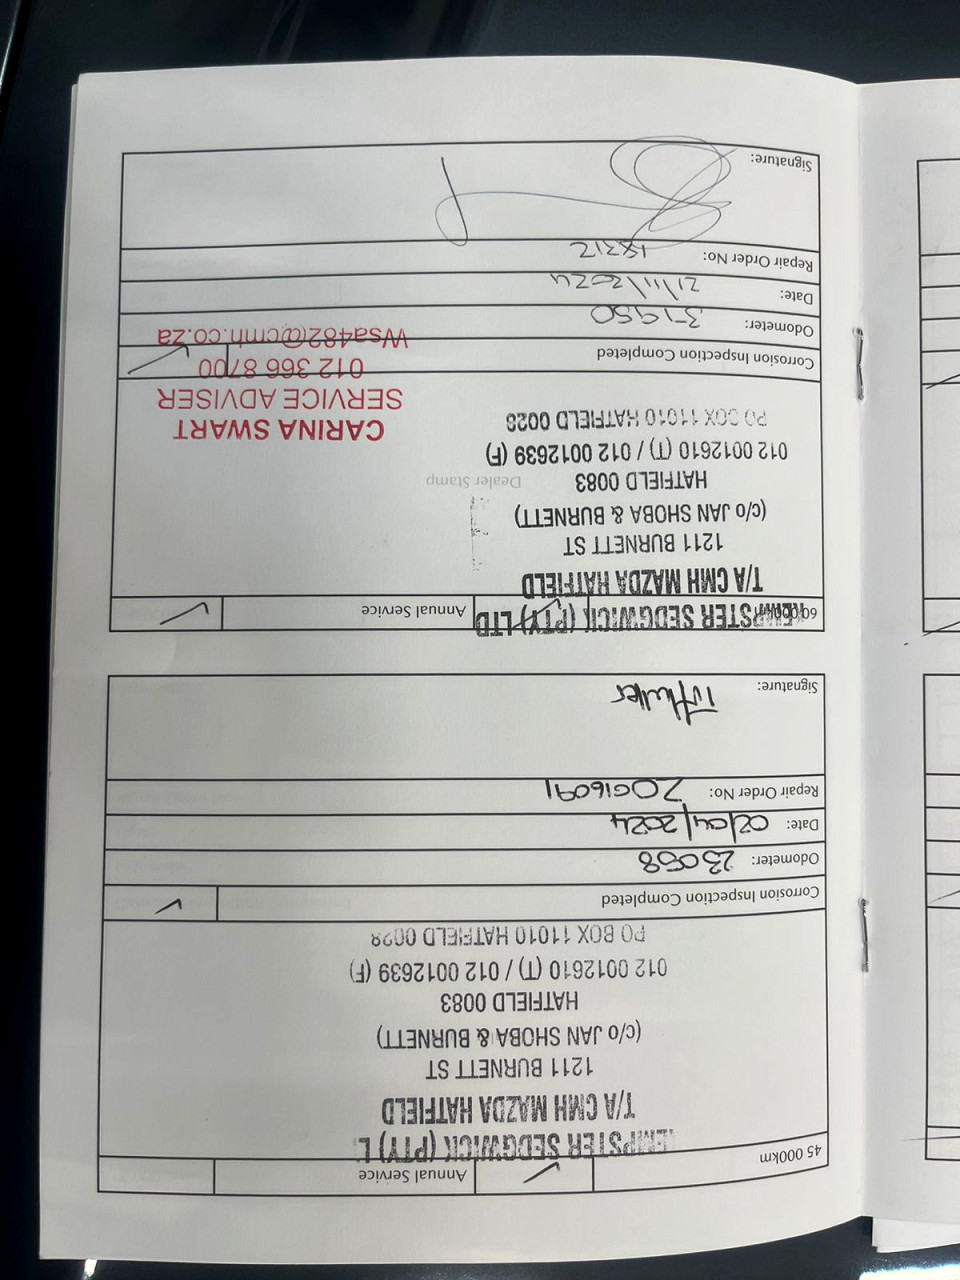 45 000km Annual Service
EMPSTER SEDGWICK (PTY) L
T/A CMH MAZDA HATFIELD
1211 BURNETT ST
(c/o JAN SHOBA & BURNETT)
HATFIELD 0083
012 0012610 (T) / 012 0012639 (F)
PO BOX 11010 HATFIELD 0028
Corrosion Inspection Completed
Odometer: 23058
Date: 02/04/2024
Repair Order No:
Signature:
60 000km Annual Service
KEMPSTER SEDGWICK (PTY) LTD
T/A CMH MAZDA HATFIELD
1211 BURNETT ST
(c/o JAN SHOBA & BURNETT)
HATFIELD 0083
Dealer Stamp
012 0012610 (T) / 012 0012639 (F)
PO BOX 11010 HATFIELD 0028
CARINA SWART
SERVICE ADVISER
012 366 8700
Wsa482@cmh.co.za
Corrosion Inspection Completed
Odometer:
Date: 21/11/2024
Repair Order No: 18312
Signature: